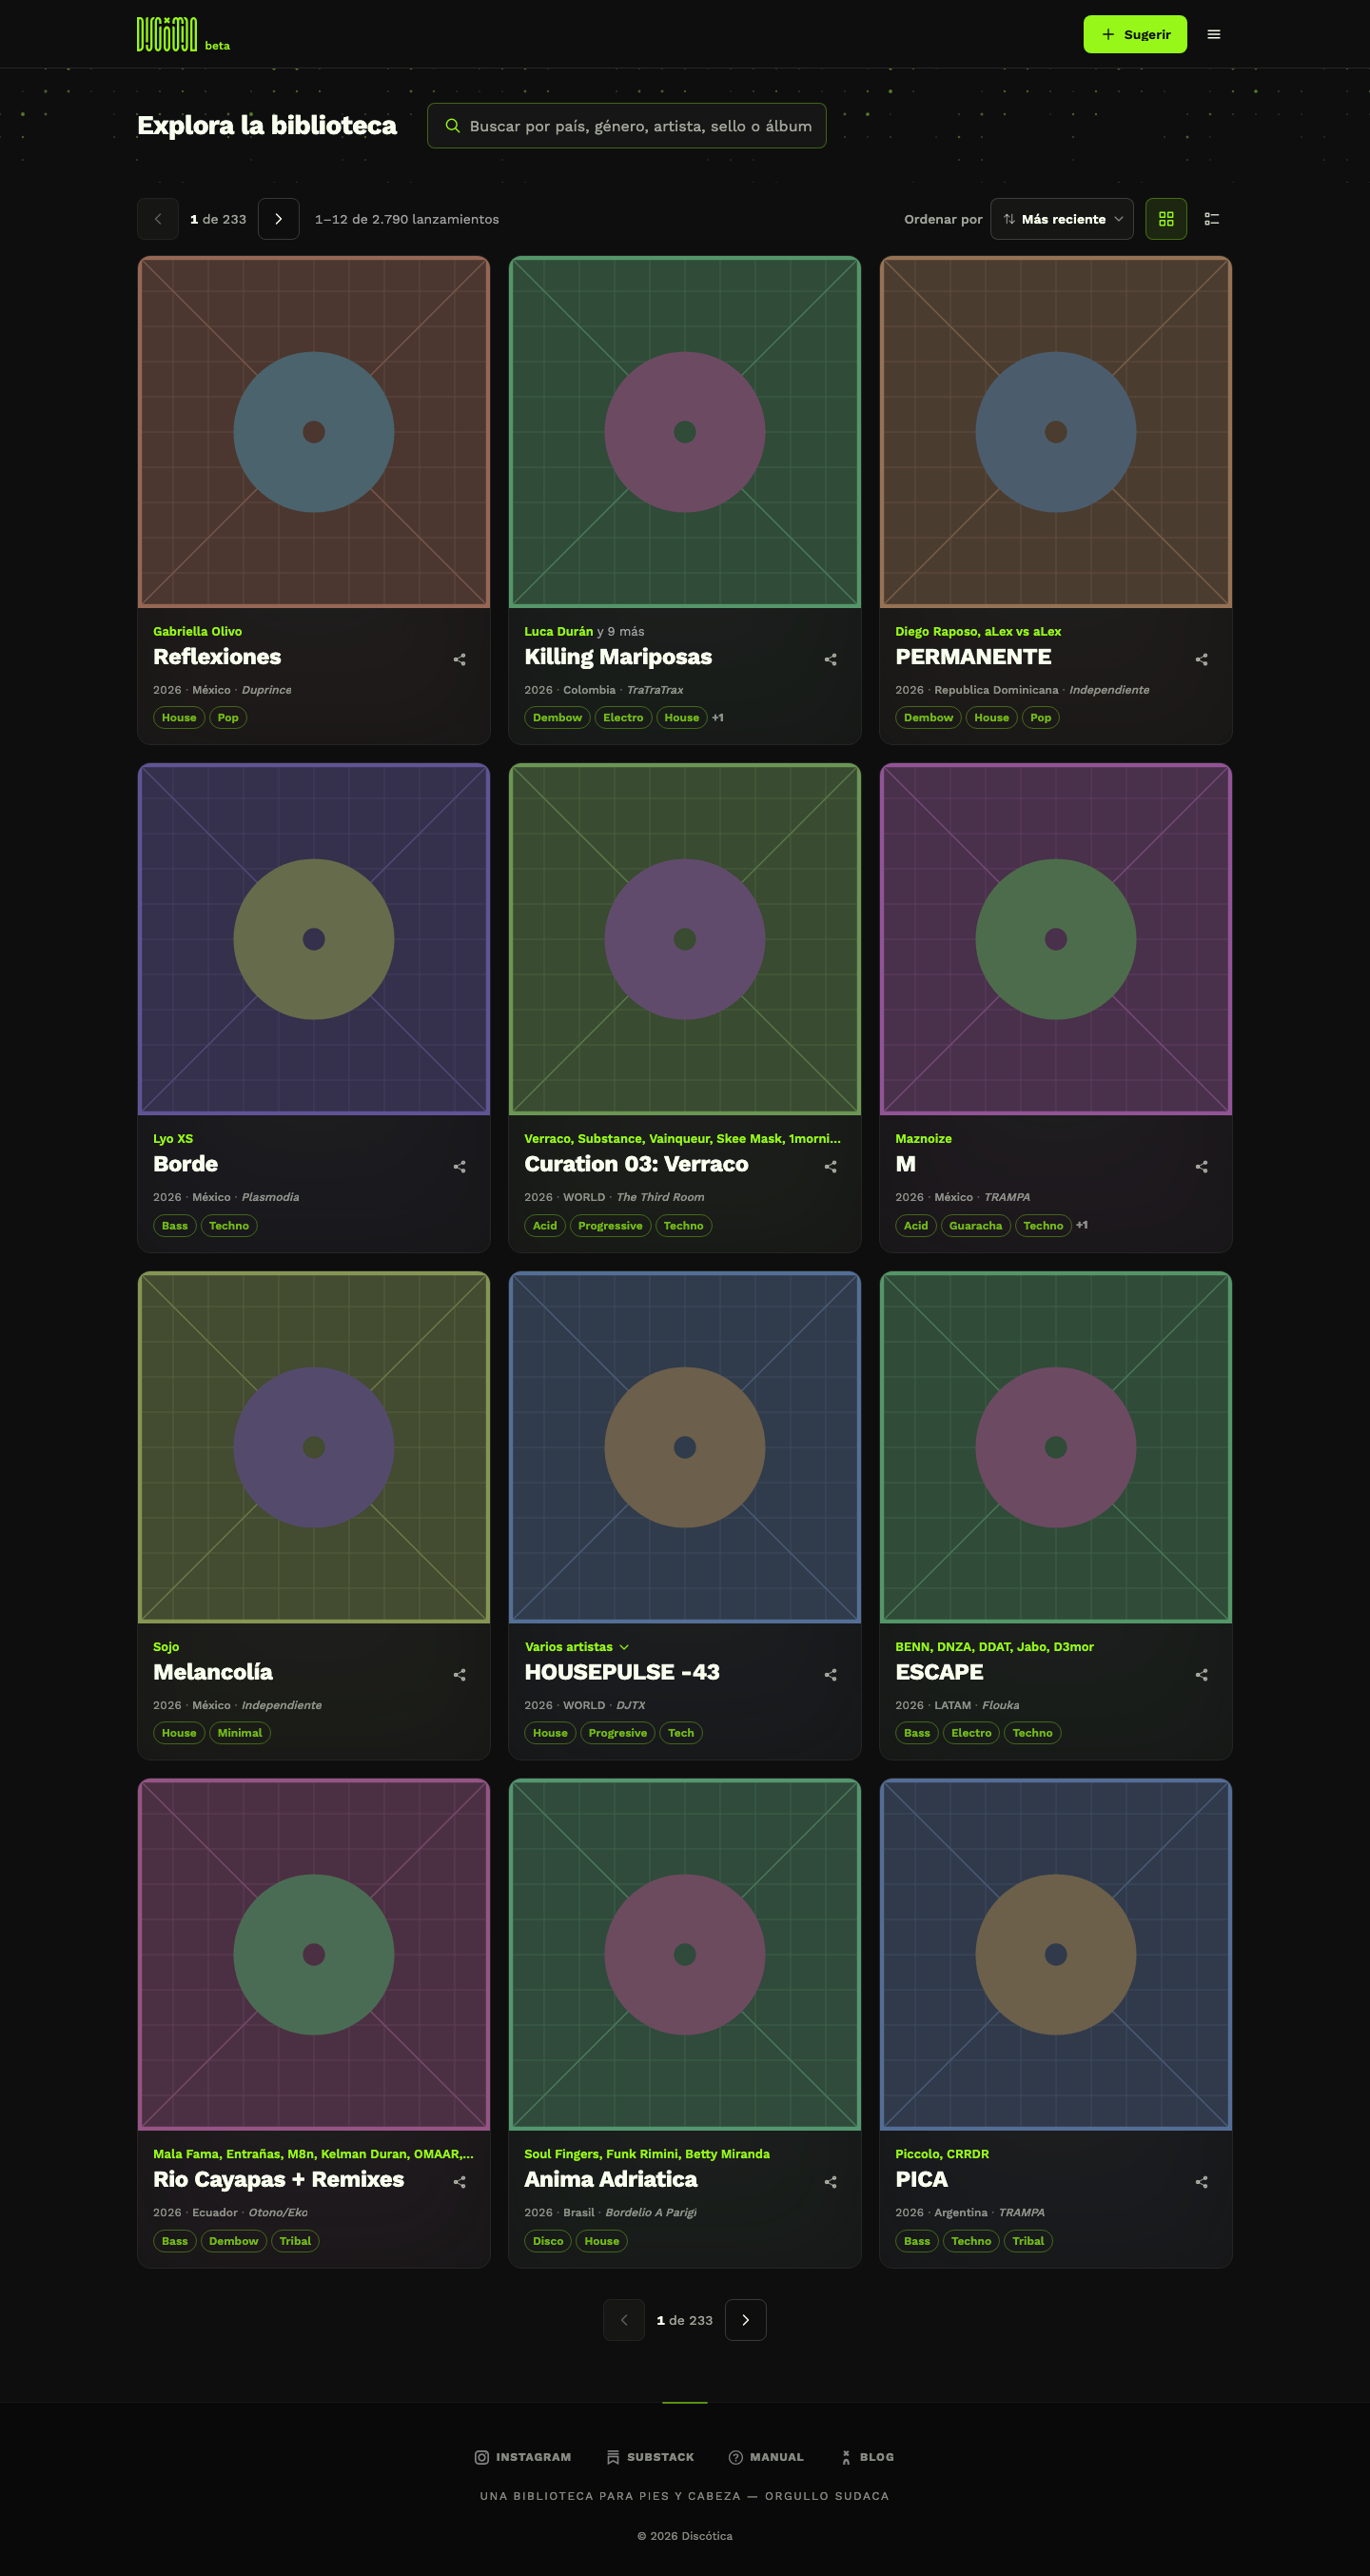 DISCÓTICA beta
Sugerir
Explora la biblioteca
Buscar por país, género, artista, sello o álbum
1 de 233
1–12 de 2.790 lanzamientos
Ordenar por
Más reciente
Gabriella Olivo
Reflexiones
2026 · México · Duprince
House Pop
Luca Durán y 9 más
Killing Mariposas
2026 · Colombia · TraTraTrax
Dembow Electro House +1
Diego Raposo, aLex vs aLex
PERMANENTE
2026 · Republica Dominicana · Independiente
Dembow House Pop
Lyo XS
Borde
2026 · México · Plasmodia
Bass Techno
Verraco, Substance, Vainqueur, Skee Mask, 1morni...
Curation 03: Verraco
2026 · WORLD · The Third Room
Acid Progressive Techno
Maznoize
M
2026 · México · TRAMPA
Acid Guaracha Techno +1
Sojo
Melancolía
2026 · México · Independiente
House Minimal
Varios artistas
HOUSEPULSE -43
2026 · WORLD · DJTX
House Progresive Tech
BENN, DNZA, DDAT, Jabo, D3mor
ESCAPE
2026 · LATAM · Flouka
Bass Electro Techno
Mala Fama, Entrañas, M8n, Kelman Duran, OMAAR,...
Rio Cayapas + Remixes
2026 · Ecuador · Otono/Eko
Bass Dembow Tribal
Soul Fingers, Funk Rimini, Betty Miranda
Anima Adriatica
2026 · Brasil · Bordelio A Parigi
Disco House
Piccolo, CRRDR
PICA
2026 · Argentina · TRAMPA
Bass Techno Tribal
1 de 233
INSTAGRAM SUBSTACK MANUAL BLOG
UNA BIBLIOTECA PARA PIES Y CABEZA — ORGULLO SUDACA
© 2026 Discótica